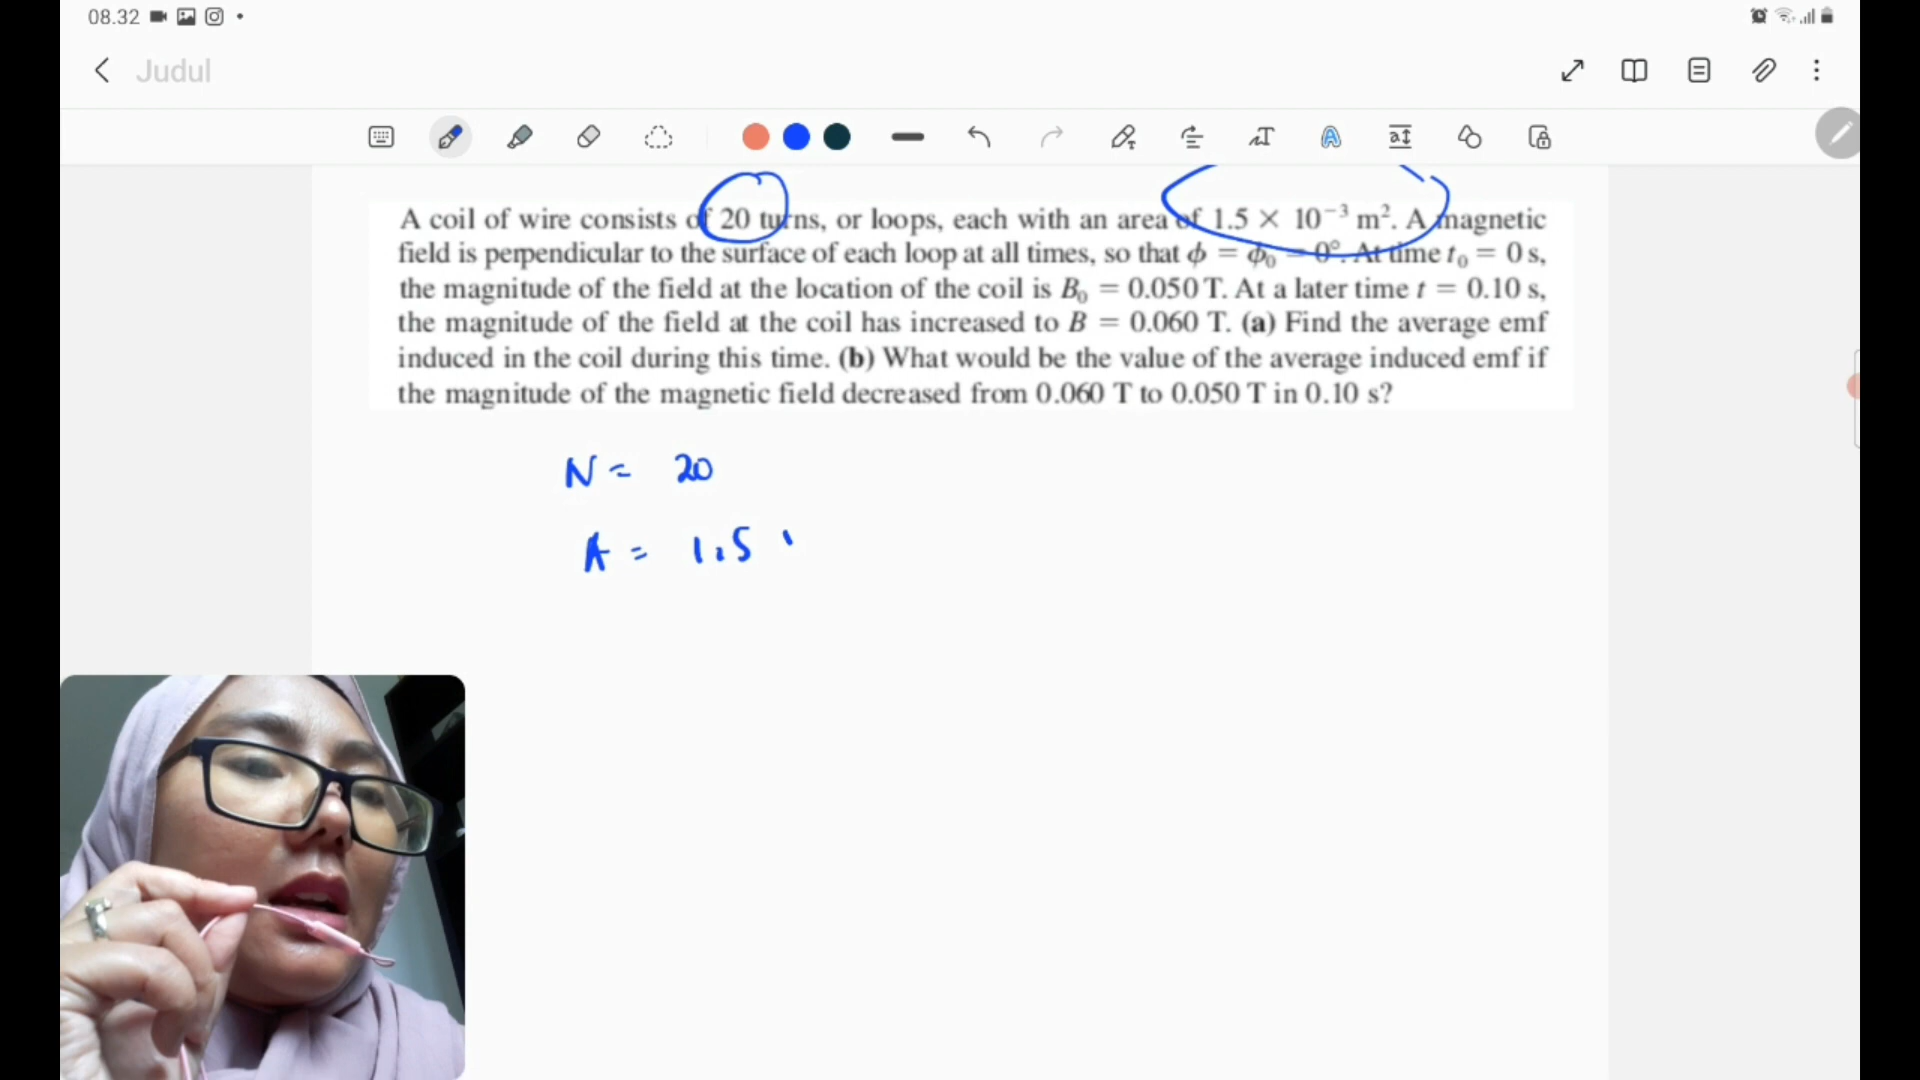 08.32
Judul
A coil of wire consists of 20 turns, or loops, each with an area of 1.5 × 10⁻³ m². A magnetic
field is perpendicular to the surface of each loop at all times, so that ϕ = ϕ₀ = 0°. At time t₀ = 0 s,
the magnitude of the field at the location of the coil is B₀ = 0.050 T. At a later time t = 0.10 s,
the magnitude of the field at the coil has increased to B = 0.060 T. (a) Find the average emf
induced in the coil during this time. (b) What would be the value of the average induced emf if
the magnitude of the magnetic field decreased from 0.060 T to 0.050 T in 0.10 s?
N = 20
A = 1.5